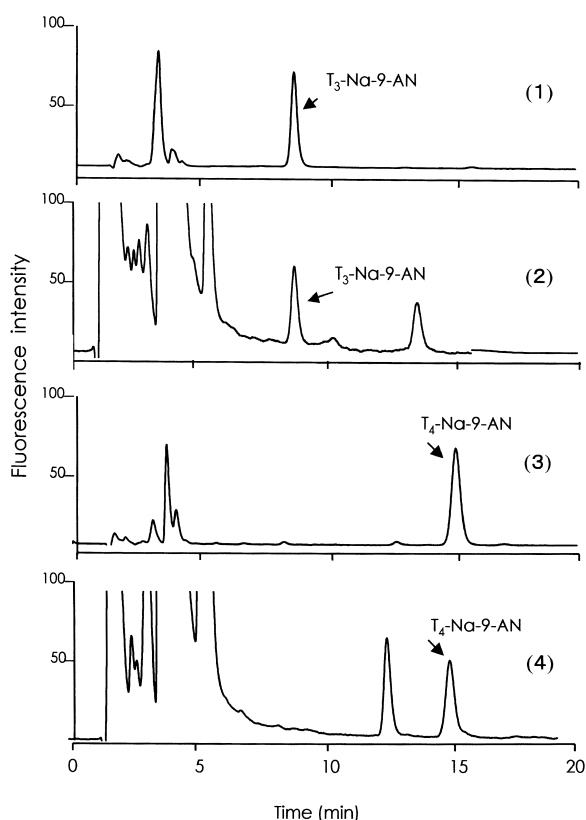 100
50
T₃-Na-9-AN
(1)
100
50
T₃-Na-9-AN
(2)
100
50
T₄-Na-9-AN
(3)
100
50
T₄-Na-9-AN
(4)
0 5 10 15 20
Time (min)
Fluorescence intensity